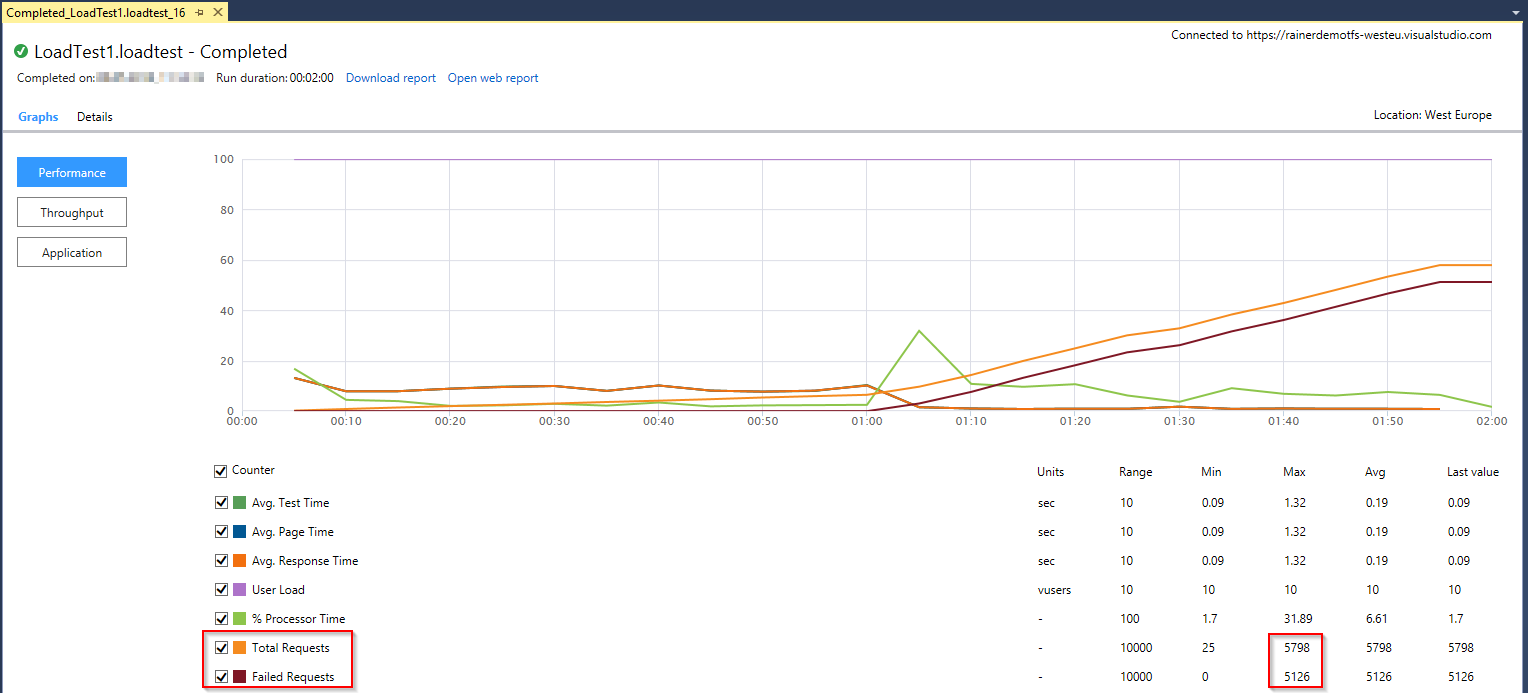 Completed_LoadTest1.loadtest_16
Connected to https://rainerdemotfs-westeu.visualstudio.com
LoadTest1.loadtest - Completed
Completed on: Run duration: 00:02:00 Download report Open web report
Graphs Details Location: West Europe
Performance
Throughput
Application
100
80
60
40
20
0
00:00 00:10 00:20 00:30 00:40 00:50 01:00 01:10 01:20 01:30 01:40 01:50 02:00
Counter Units Range Min Max Avg Last value
Avg. Test Time sec 10 0.09 1.32 0.19 0.09
Avg. Page Time sec 10 0.09 1.32 0.19 0.09
Avg. Response Time sec 10 0.09 1.32 0.19 0.09
User Load vusers 10 10 10 10 10
% Processor Time - 100 1.7 31.89 6.61 1.7
Total Requests - 10000 25 5798 5798 5798
Failed Requests - 10000 0 5126 5126 5126